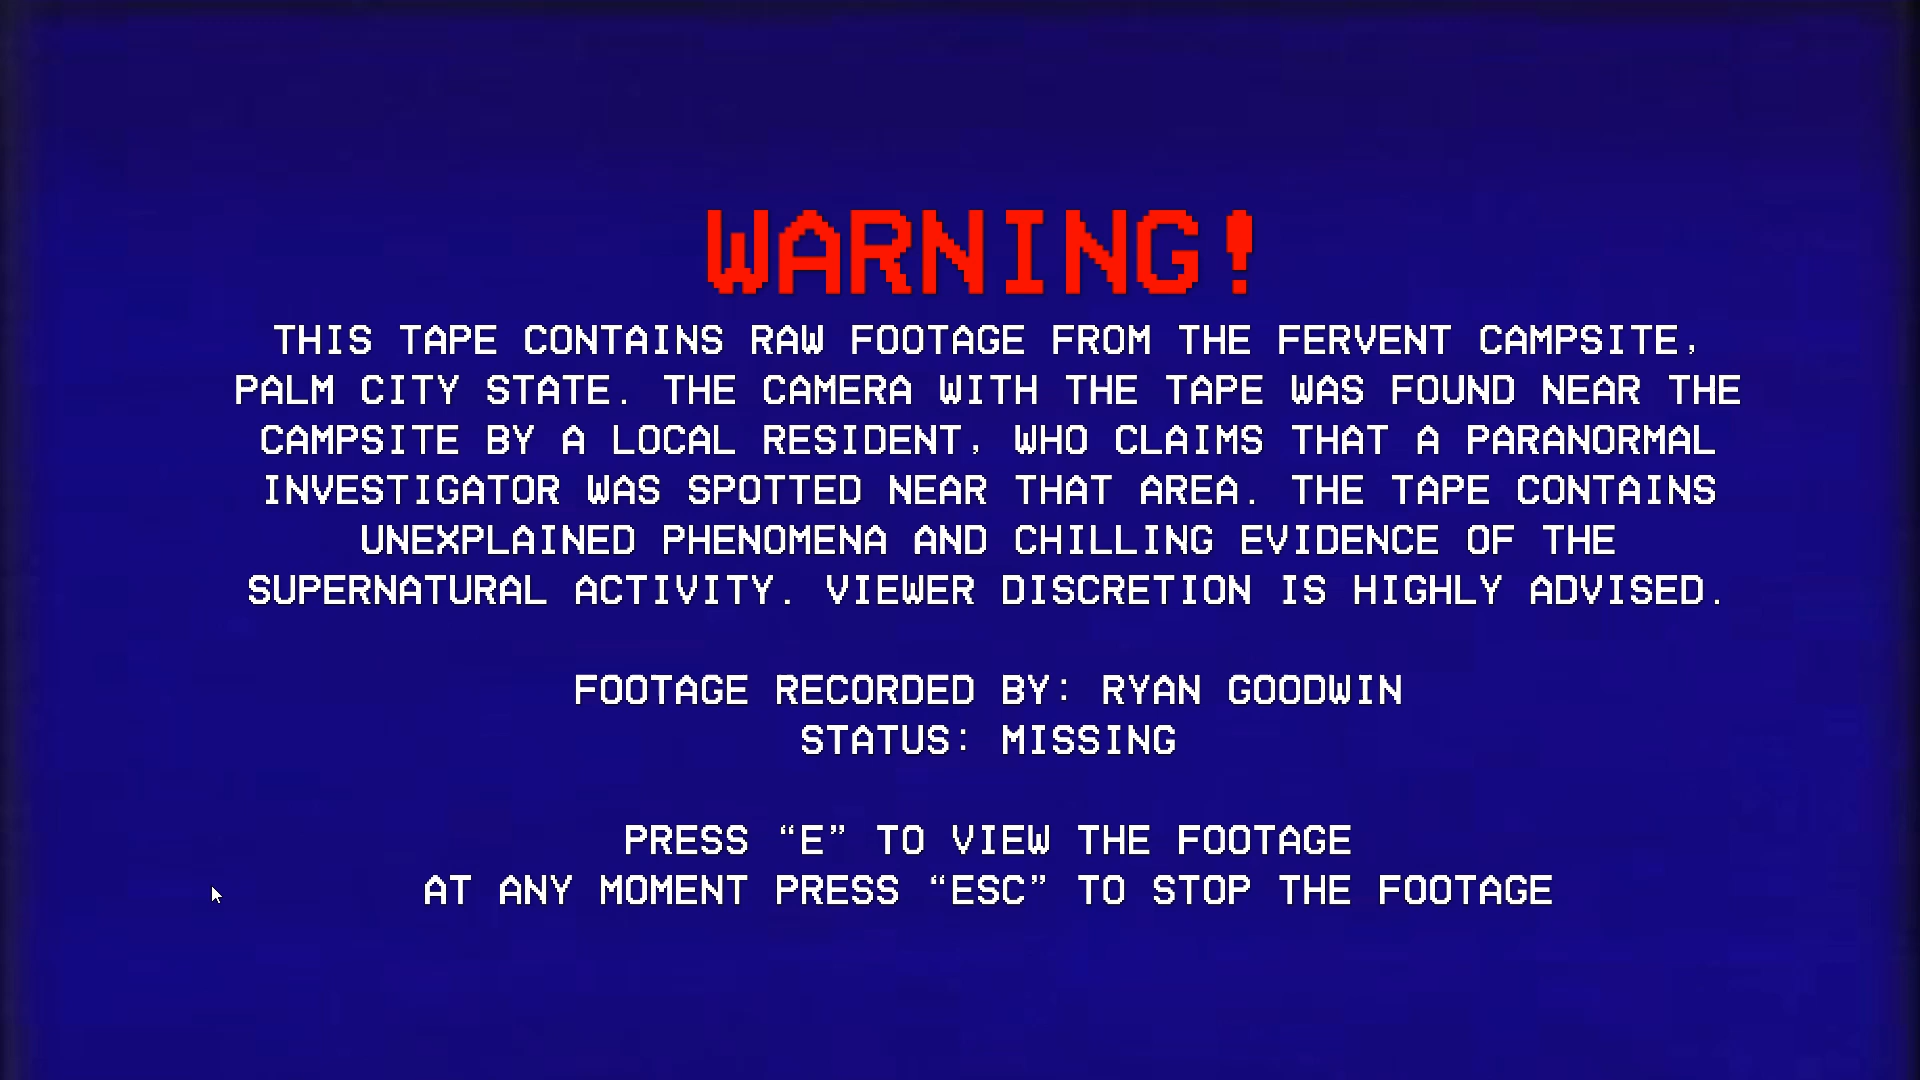 WARNING!
THIS TAPE CONTAINS RAW FOOTAGE FROM THE FERVENT CAMPSITE,
PALM CITY STATE. THE CAMERA WITH THE TAPE WAS FOUND NEAR THE
CAMPSITE BY A LOCAL RESIDENT, WHO CLAIMS THAT A PARANORMAL
INVESTIGATOR WAS SPOTTED NEAR THAT AREA. THE TAPE CONTAINS
UNEXPLAINED PHENOMENA AND CHILLING EVIDENCE OF THE
SUPERNATURAL ACTIVITY. VIEWER DISCRETION IS HIGHLY ADVISED.
FOOTAGE RECORDED BY: RYAN GOODWIN
STATUS: MISSING
PRESS “E” TO VIEW THE FOOTAGE
AT ANY MOMENT PRESS “ESC” TO STOP THE FOOTAGE